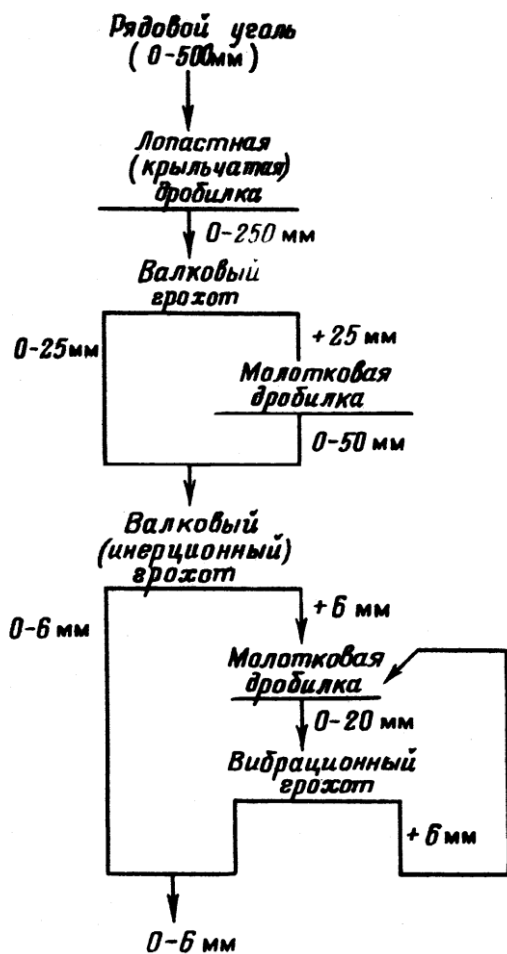 Рядовой уголь
(0-500мм)
Лопастная
(крыльчатая)
дробилка
0-250 мм
Валковый
грохот
0-25мм
+25 мм
Молотковая
дробилка
0-50 мм
Валковый
(инерционный)
грохот
0-6 мм
+6 мм
Молотковая
дробилка
0-20 мм
Вибрационный
грохот
+6 мм
0-6 мм